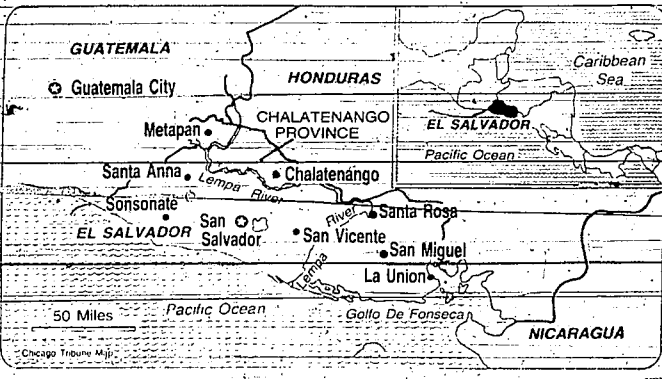 GUATEMALA
Guatemala City
HONDURAS
Caribbean
Sea
EL SALVADOR
Pacific Ocean
Metapan
CHALATENANGO
PROVINCE
Santa Anna
Lempa River
Chalatenángo
Sonsonate
EL SALVADOR
San
Salvador
San Vicente
Lempa
River
Santa Rosa
San Miguel
La Union
50 Miles
Pacific Ocean
Golfo De Fonseca
NICARAGUA
Chicago Tribune Map